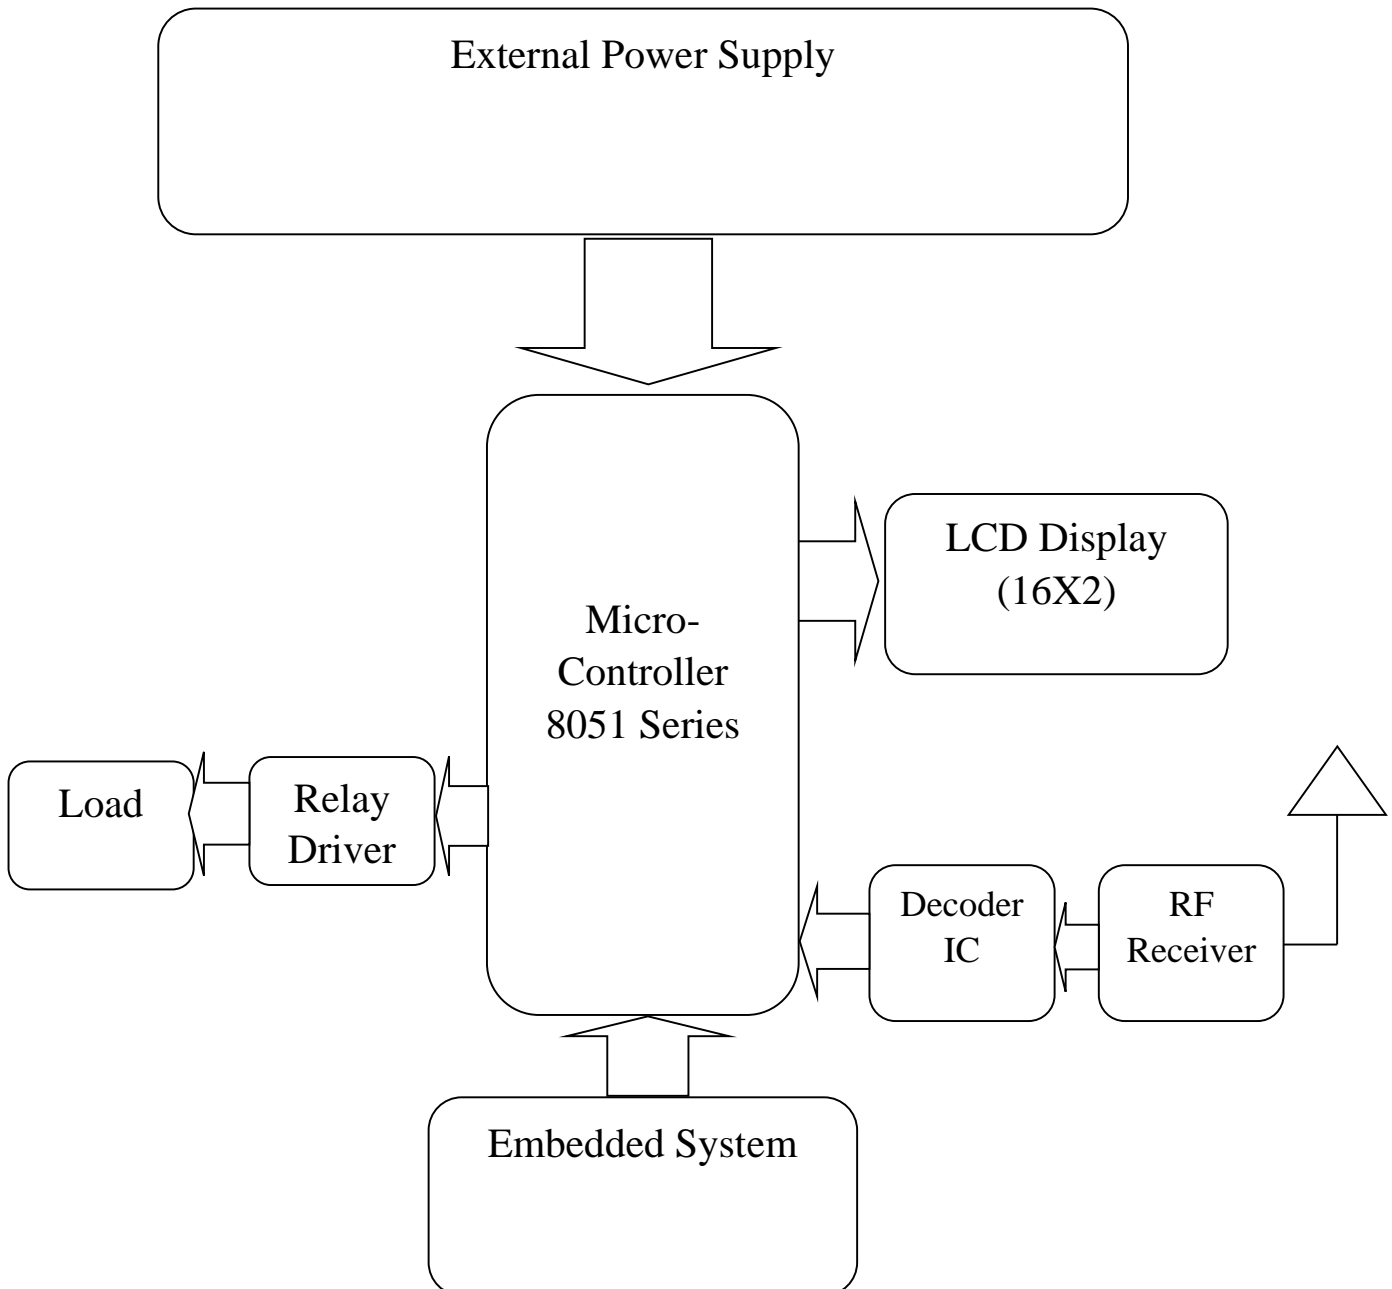 External Power Supply
LCD Display
(16X2)
Micro-
Controller
8051 Series
Load
Relay
Driver
Decoder
IC
RF
Receiver
Embedded System